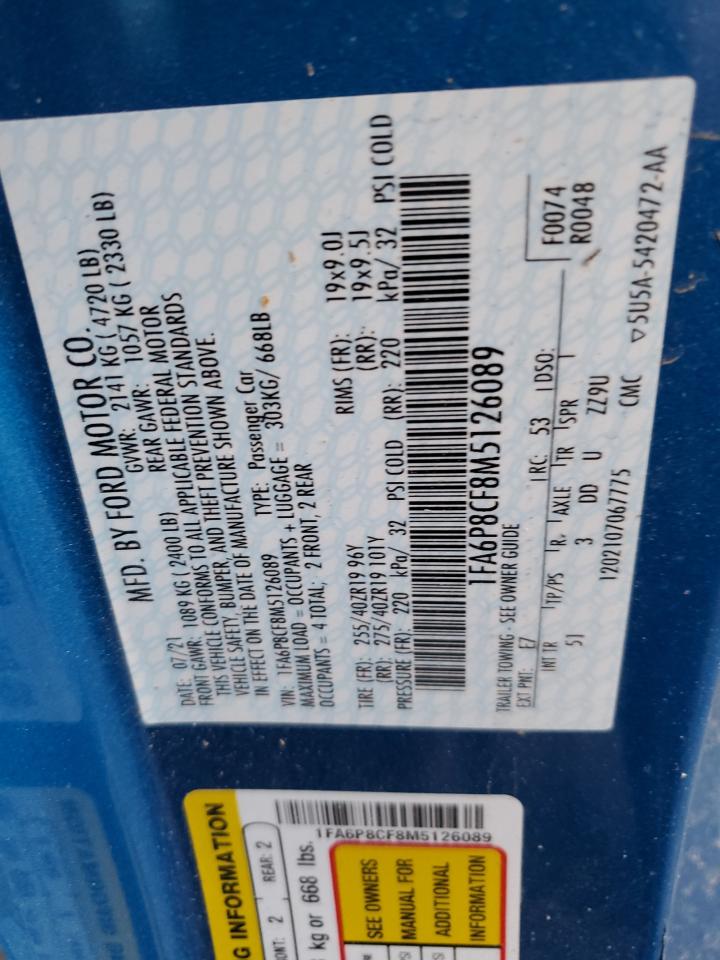 MFD. BY FORD MOTOR CO.
DATE: 07/21 GVWR: 2141 KG ( 4720 LB)
FRONT GAWR: 1089 KG ( 2400 LB) REAR GAWR: 1057 KG ( 2330 LB)
THIS VEHICLE CONFORMS TO ALL APPLICABLE FEDERAL MOTOR
VEHICLE SAFETY, BUMPER, AND THEFT PREVENTION STANDARDS
IN EFFECT ON THE DATE OF MANUFACTURE SHOWN ABOVE.
VIN: 1FA6P8CF8M5126089 TYPE: Passenger Car
MAXIMUM LOAD = OCCUPANTS + LUGGAGE = 303KG/ 668LB
OCCUPANTS = 4 TOTAL; 2 FRONT, 2 REAR
TIRE (FR): 255/40ZR19 96Y RIMS (FR): 19x9.0J
(RR): 275/40ZR19 101Y (RR): 19x9.5J
PRESSURE (FR): 220 kPa/ 32 PSI COLD (RR): 220 kPa/ 32 PSI COLD
1FA6P8CF8M5126089
TRAILER TOWING - SEE OWNER GUIDE
F0074
R0048
EXT PNT: E7 RC: 53 DSO:
INT TR TP/PS R. AXLE TR SPR
5J 3 DD U ZZ9U
1202107067775 CMC ▽5U5A-5420472-AA
G INFORMATION
ONT: 2 REAR: 2
kg or 668 lbs.
1FA6P8CF8M5126089
SEE OWNERS
MANUAL FOR
ADDITIONAL
INFORMATION